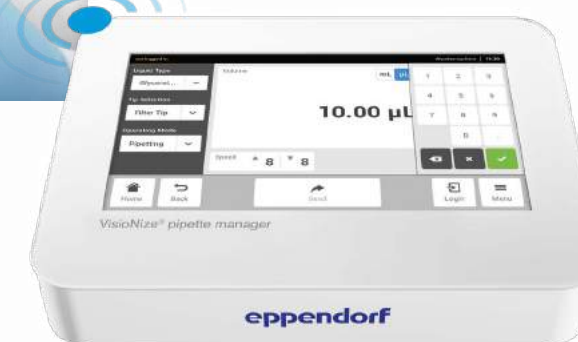 Liquid Type
Volume
mL
µL
Glycerol...
Tip Selection
Filter Tip
10.00 µL
Operating Mode
Pipetting
Speed
8
8
1 2 3
4 5 6
7 8 9
0 .
Home
Back
Send
Login
Menu
VisioNize® pipette manager
eppendorf